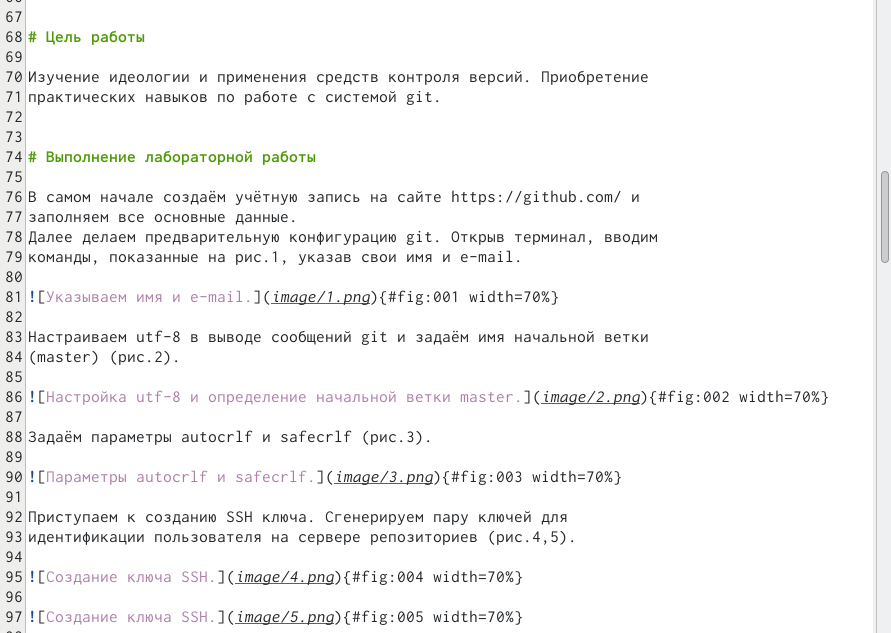 67
68 # Цель работы
69
70 Изучение идеологии и применения средств контроля версий. Приобретение
71 практических навыков по работе с системой git.
72
73
74 # Выполнение лабораторной работы
75
76 В самом начале создаём учётную запись на сайте https://github.com/ и
77 заполняем все основные данные.
78 Далее делаем предварительную конфигурацию git. Открыв терминал, вводим
79 команды, показанные на рис.1, указав свои имя и e-mail.
80
81 ![Указываем имя и e-mail.](image/1.png){#fig:001 width=70%}
82
83 Настраиваем utf-8 в выводе сообщений git и задаём имя начальной ветки
84 (master) (рис.2).
85
86 ![Настройка utf-8 и определение начальной ветки master.](image/2.png){#fig:002 width=70%}
87
88 Задаём параметры autocrlf и safecrlf (рис.3).
89
90 ![Параметры autocrlf и safecrlf.](image/3.png){#fig:003 width=70%}
91
92 Приступаем к созданию SSH ключа. Сгенерируем пару ключей для
93 идентификации пользователя на сервере репозиториев (рис.4,5).
94
95 ![Создание ключа SSH.](image/4.png){#fig:004 width=70%}
96
97 ![Создание ключа SSH.](image/5.png){#fig:005 width=70%}